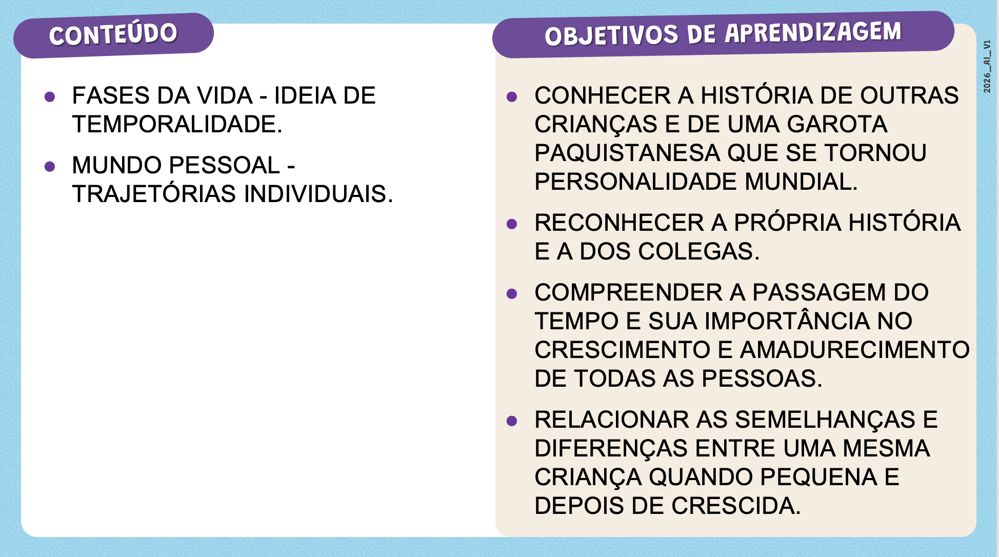 CONTEÚDO
FASES DA VIDA - IDEIA DE
TEMPORALIDADE.
MUNDO PESSOAL -
TRAJETÓRIAS INDIVIDUAIS.
OBJETIVOS DE APRENDIZAGEM
CONHECER A HISTÓRIA DE OUTRAS
CRIANÇAS E DE UMA GAROTA
PAQUISTANESA QUE SE TORNOU
PERSONALIDADE MUNDIAL.
RECONHECER A PRÓPRIA HISTÓRIA
E A DOS COLEGAS.
COMPREENDER A PASSAGEM DO
TEMPO E SUA IMPORTÂNCIA NO
CRESCIMENTO E AMADURECIMENTO
DE TODAS AS PESSOAS.
RELACIONAR AS SEMELHANÇAS E
DIFERENÇAS ENTRE UMA MESMA
CRIANÇA QUANDO PEQUENA E
DEPOIS DE CRESCIDA.
2026_AI_V1